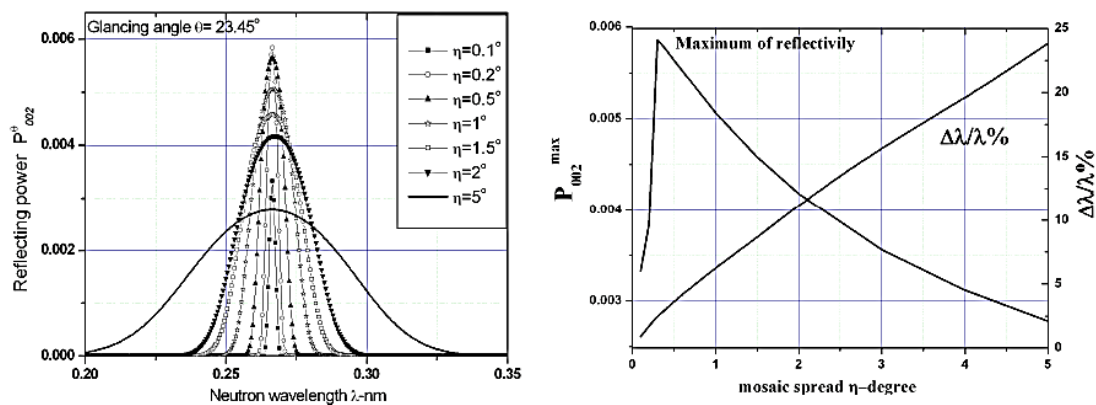 Glancing angle θ= 23.45°
0.006
0.004
0.002
0.000
Reflecting power P^θ_002
η=0.1°
η=0.2°
η=0.5°
η=1°
η=1.5°
η=2°
η=5°
0.20
0.25
0.30
0.35
Neutron wavelength λ-nm
0.006
0.005
0.004
0.003
P_002^max
Maximum of reflectivily
Δλ/λ%
25
20
15
10
5
0
Δλ/λ%
0
1
2
3
4
5
mosaic spread η–degree